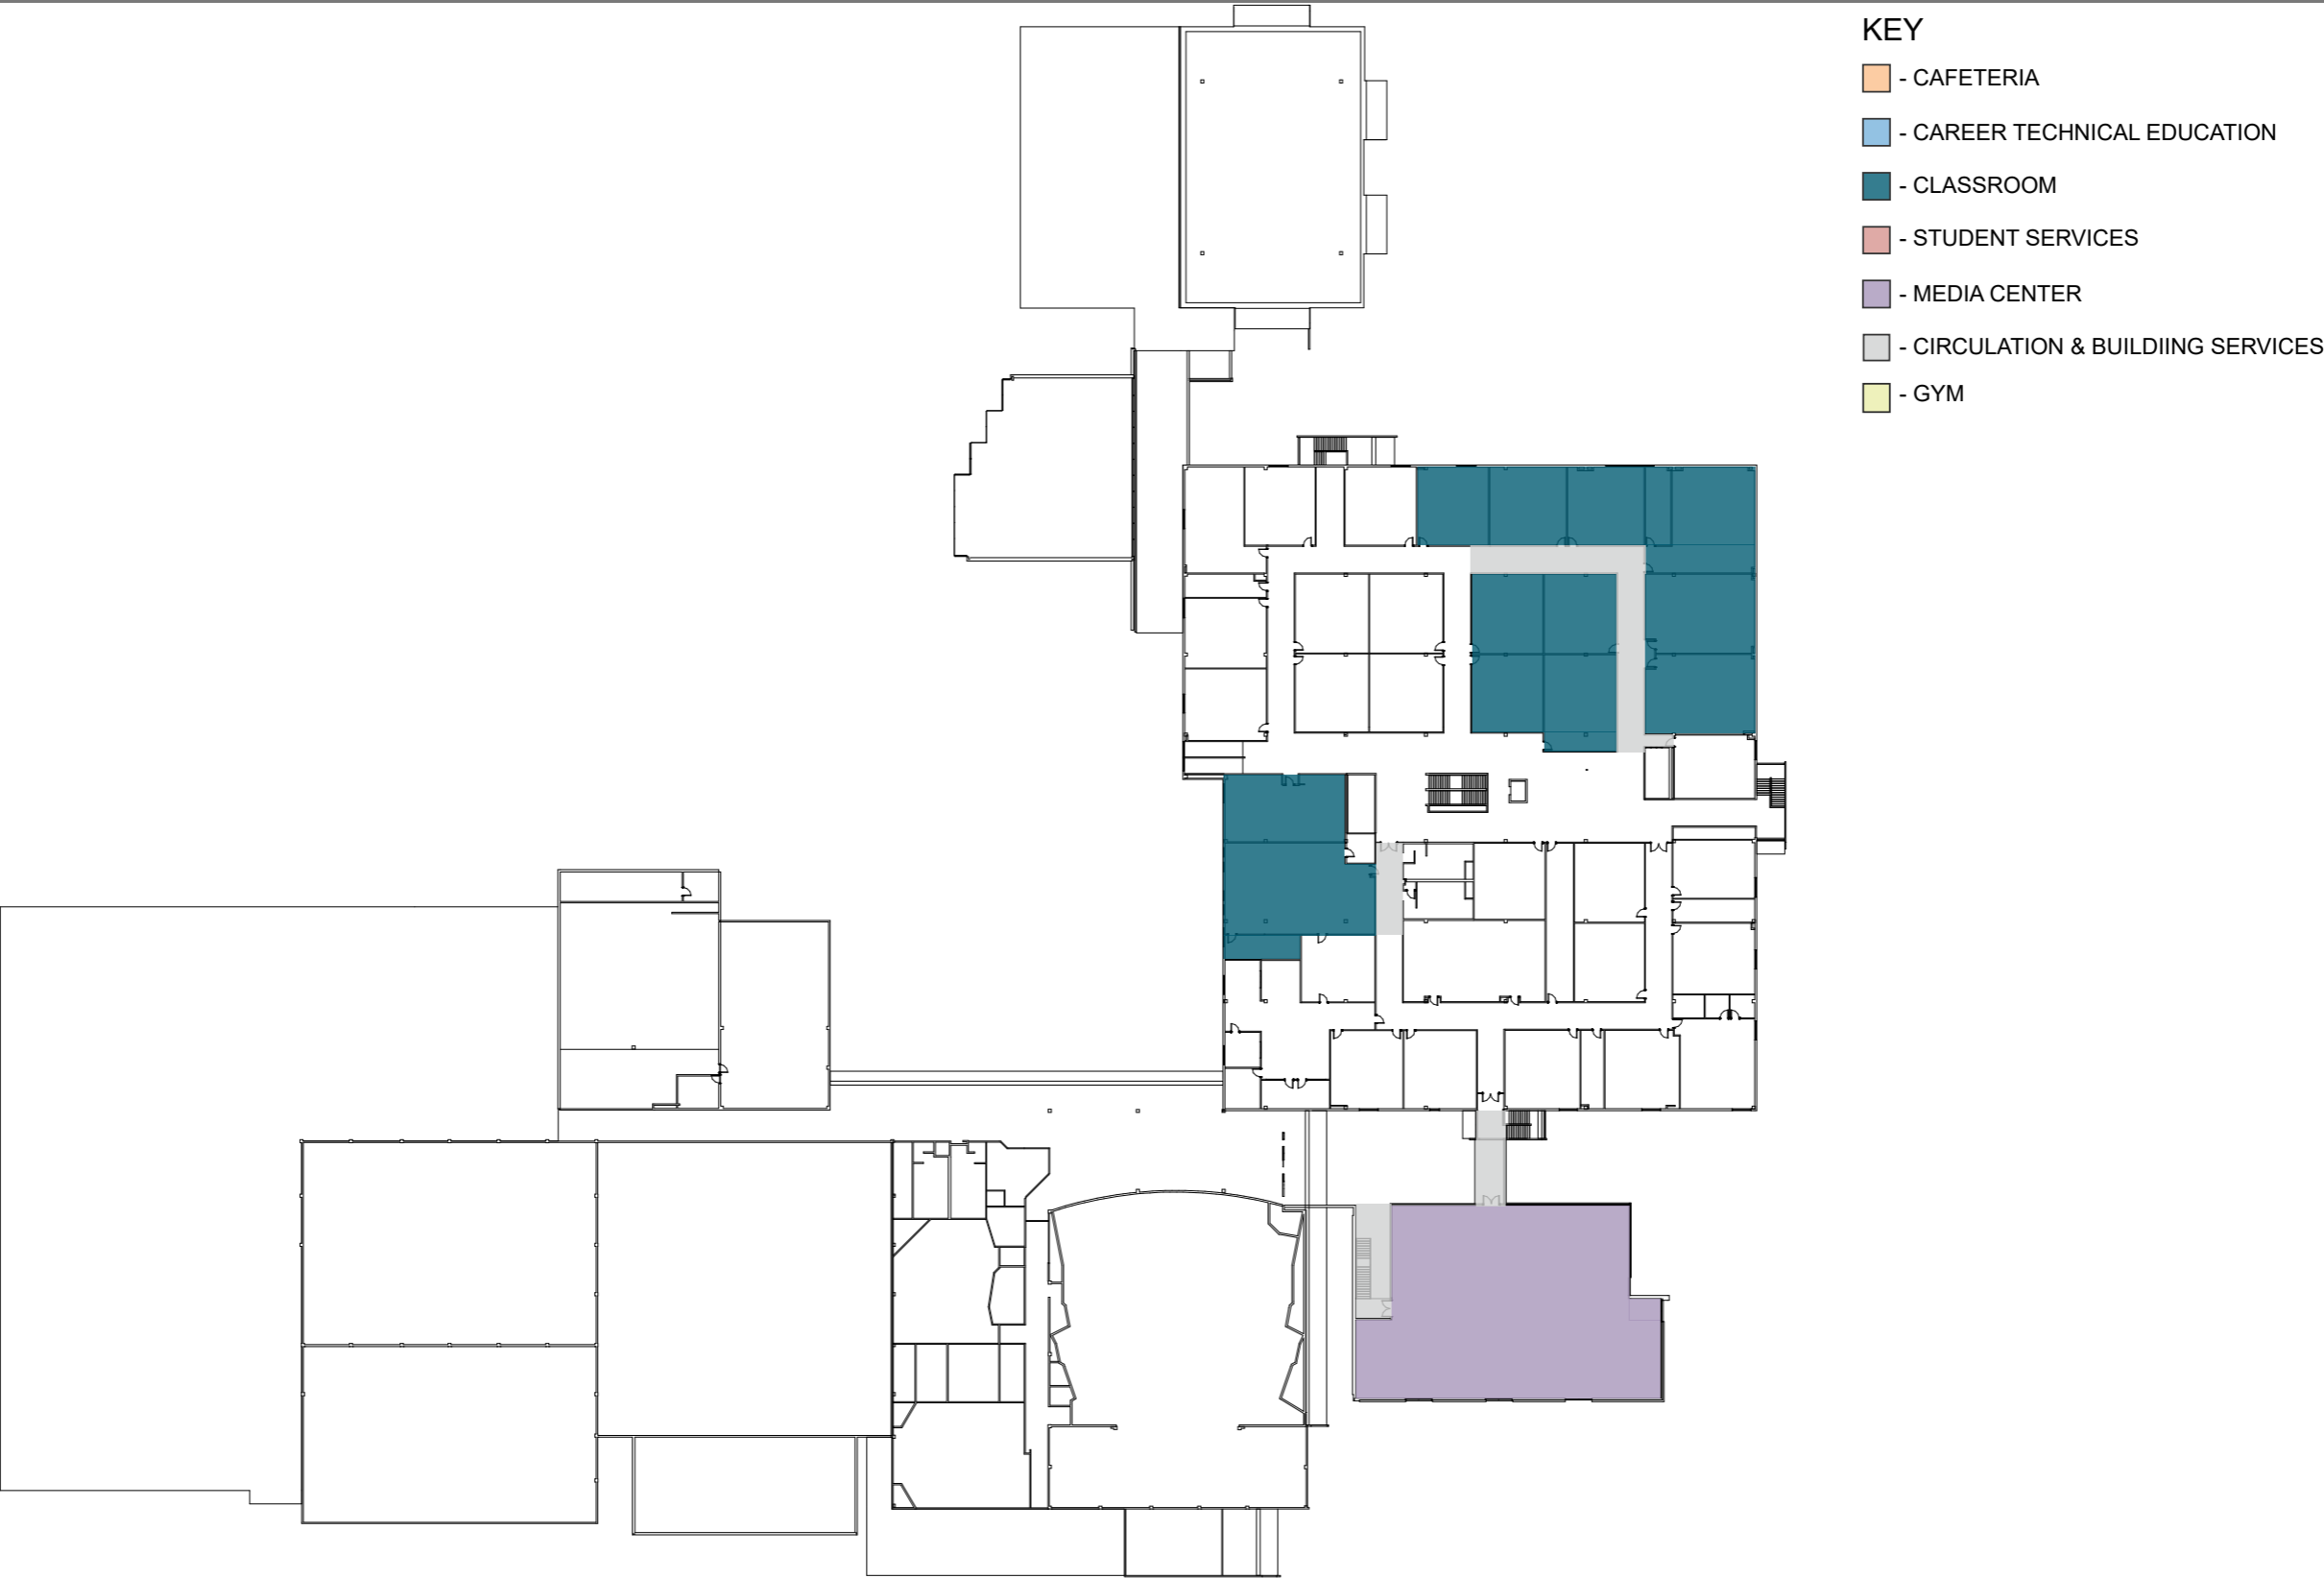 KEY
- CAFETERIA
- CAREER TECHNICAL EDUCATION
- CLASSROOM
- STUDENT SERVICES
- MEDIA CENTER
- CIRCULATION & BUILDIING SERVICES
- GYM